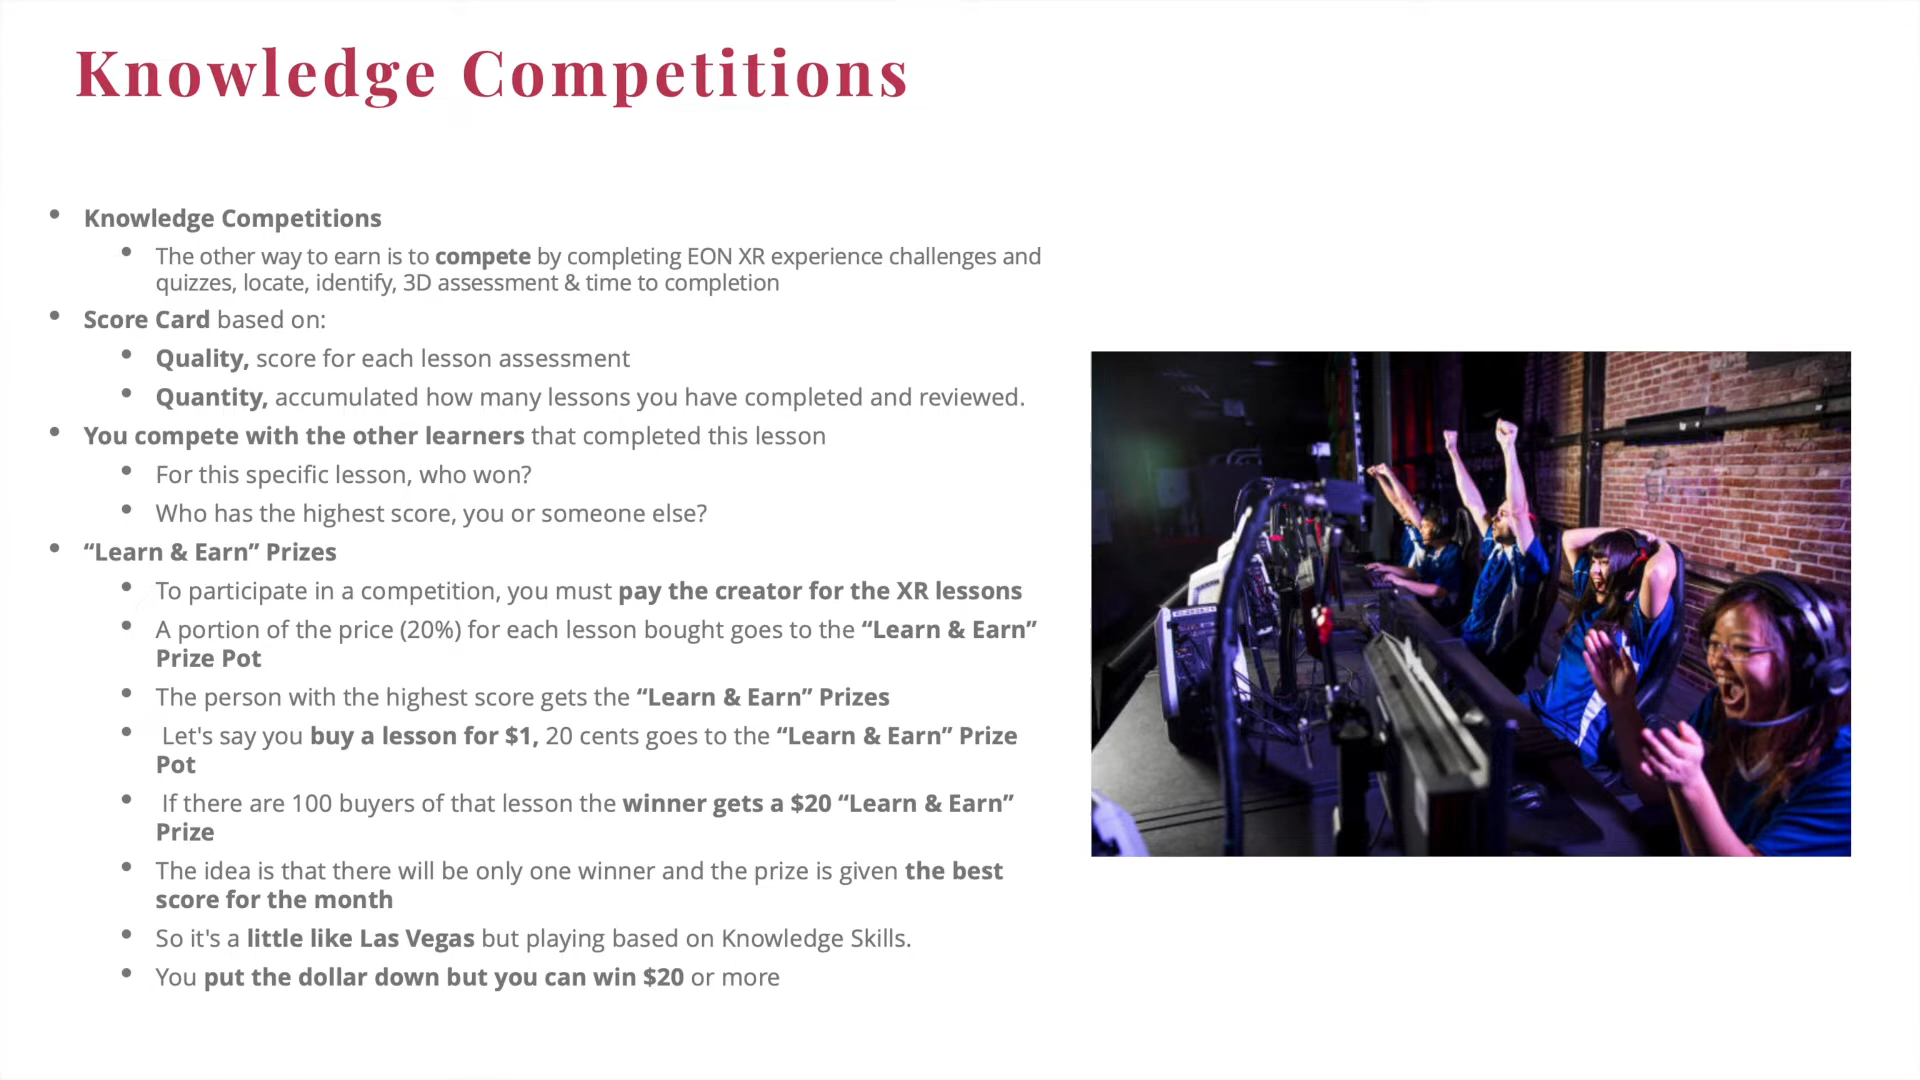 Knowledge Competitions
• Knowledge Competitions
• The other way to earn is to compete by completing EON XR experience challenges and
quizzes, locate, identify, 3D assessment & time to completion
• Score Card based on:
• Quality, score for each lesson assessment
• Quantity, accumulated how many lessons you have completed and reviewed.
• You compete with the other learners that completed this lesson
• For this specific lesson, who won?
• Who has the highest score, you or someone else?
• “Learn & Earn” Prizes
• To participate in a competition, you must pay the creator for the XR lessons
• A portion of the price (20%) for each lesson bought goes to the “Learn & Earn”
Prize Pot
• The person with the highest score gets the “Learn & Earn” Prizes
• Let's say you buy a lesson for $1, 20 cents goes to the “Learn & Earn” Prize
Pot
• If there are 100 buyers of that lesson the winner gets a $20 “Learn & Earn”
Prize
• The idea is that there will be only one winner and the prize is given the best
score for the month
• So it's a little like Las Vegas but playing based on Knowledge Skills.
• You put the dollar down but you can win $20 or more